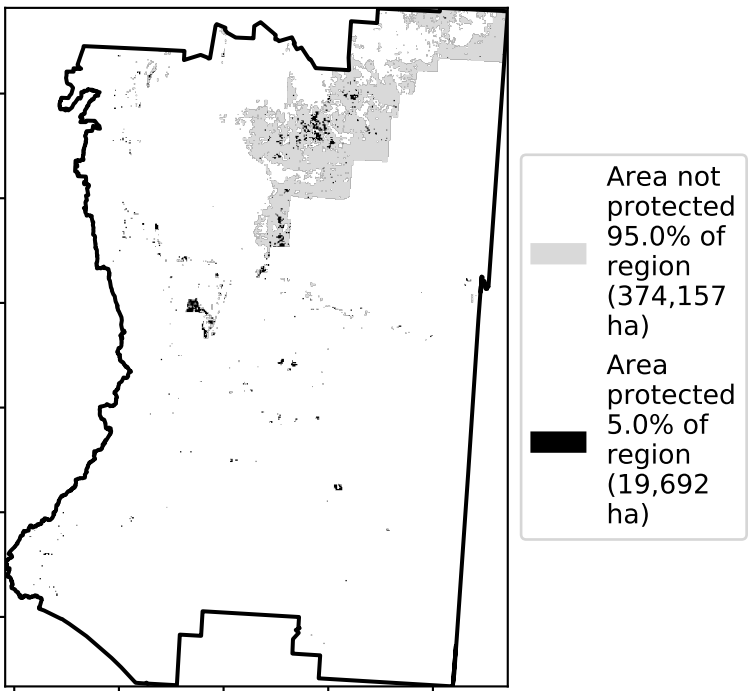 Area not
protected
95.0% of
region
(374,157
ha)
Area
protected
5.0% of
region
(19,692
ha)